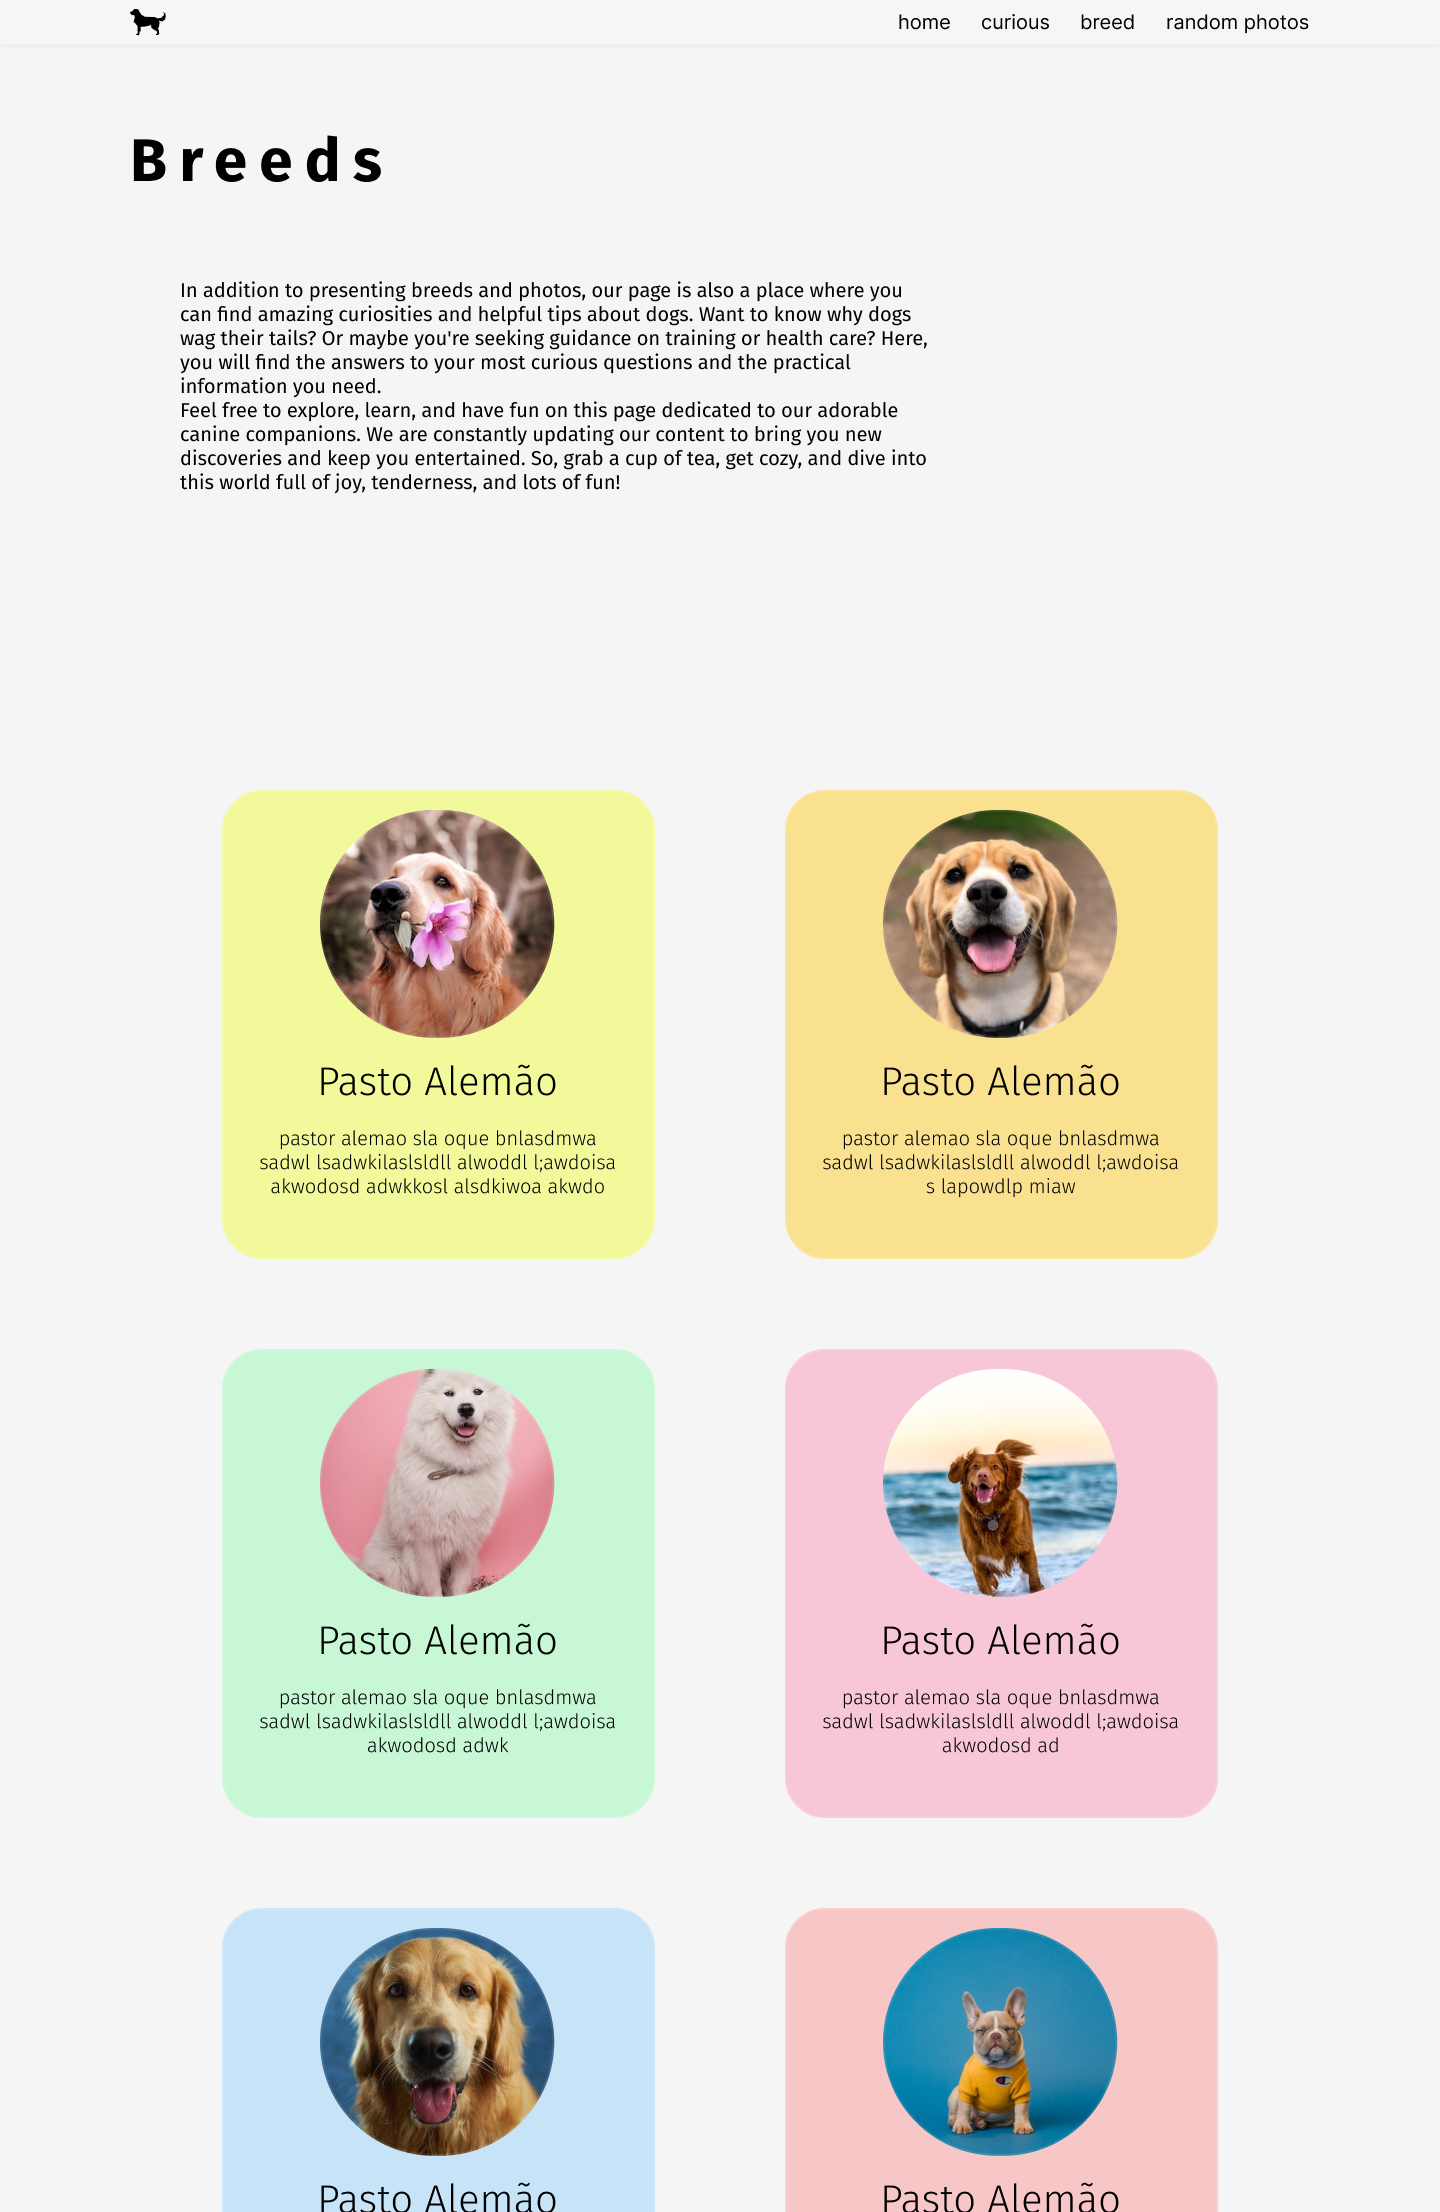 home curious breed random photos
Breeds
In addition to presenting breeds and photos, our page is also a place where you
can find amazing curiosities and helpful tips about dogs. Want to know why dogs
wag their tails? Or maybe you're seeking guidance on training or health care? Here,
you will find the answers to your most curious questions and the practical
information you need.
Feel free to explore, learn, and have fun on this page dedicated to our adorable
canine companions. We are constantly updating our content to bring you new
discoveries and keep you entertained. So, grab a cup of tea, get cozy, and dive into
this world full of joy, tenderness, and lots of fun!
Pasto Alemão
pastor alemao sla oque bnlasdmwa
sadwl lsadwkilaslsldll alwoddl l;awdoisa
akwodosd adwkkosl alsdkiwoa akwdo
Pasto Alemão
pastor alemao sla oque bnlasdmwa
sadwl lsadwkilaslsldll alwoddl l;awdoisa
s lapowdlp miaw
Pasto Alemão
pastor alemao sla oque bnlasdmwa
sadwl lsadwkilaslsldll alwoddl l;awdoisa
akwodosd adwk
Pasto Alemão
pastor alemao sla oque bnlasdmwa
sadwl lsadwkilaslsldll alwoddl l;awdoisa
akwodosd ad
Pasto Alemão
Pasto Alemão